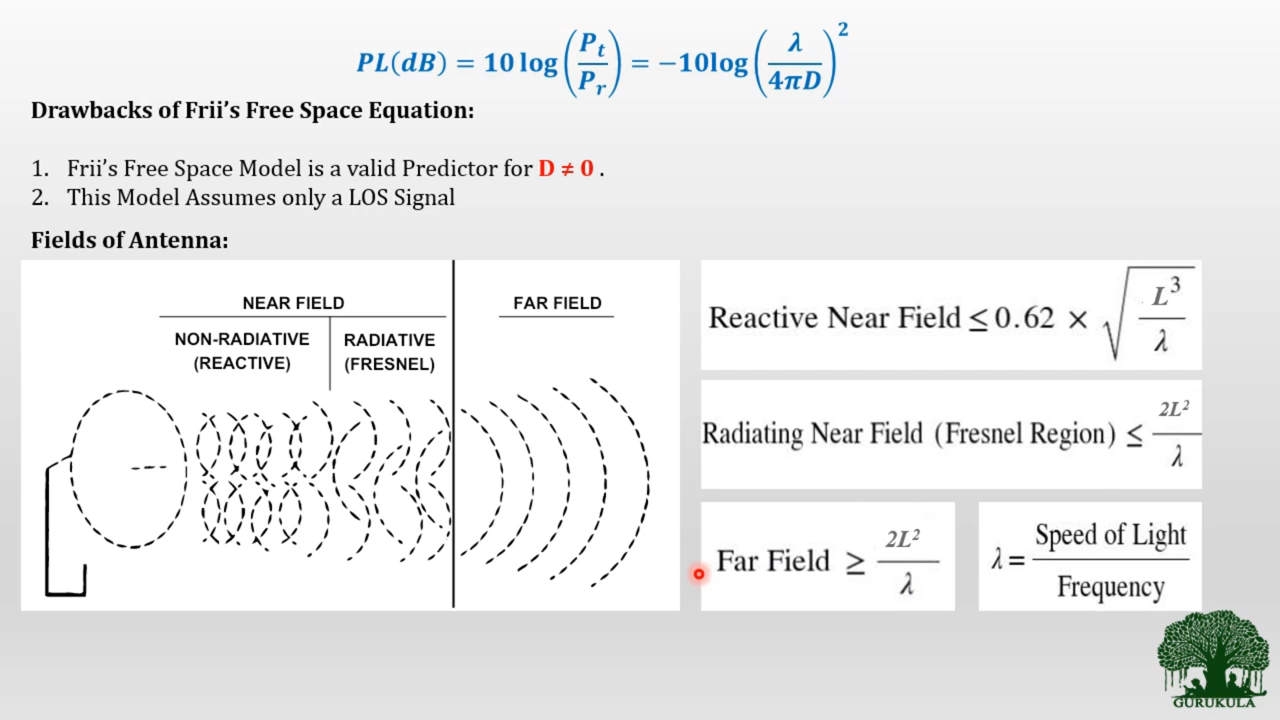 PL(dB) = 10 log(P_t/P_r) = −10log(λ/4πD)²
Drawbacks of Frii's Free Space Equation:
1. Frii's Free Space Model is a valid Predictor for D ≠ 0 .
2. This Model Assumes only a LOS Signal
Fields of Antenna:
NEAR FIELD
FAR FIELD
NON-RADIATIVE
(REACTIVE)
RADIATIVE
(FRESNEL)
Reactive Near Field ≤ 0.62 × √(L³/λ)
Radiating Near Field (Fresnel Region) ≤ 2L²/λ
Far Field ≥ 2L²/λ
λ = Speed of Light/Frequency
GURUKULA